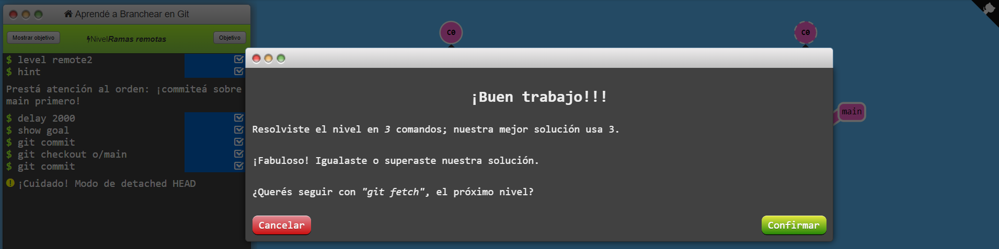 Aprendé a Branchear en Git
Mostrar objetivo
NivelRamas remotas
Objetivo
$ level remote2
$ hint
Prestá atención al orden: ¡commiteá sobre
main primero!
$ delay 2000
$ show goal
$ git commit
$ git checkout o/main
$ git commit
¡Cuidado! Modo de detached HEAD
C0
C0
main
¡Buen trabajo!!!
Resolviste el nivel en 3 comandos; nuestra mejor solución usa 3.
¡Fabuloso! Igualaste o superaste nuestra solución.
¿Querés seguir con "git fetch", el próximo nivel?
Cancelar
Confirmar